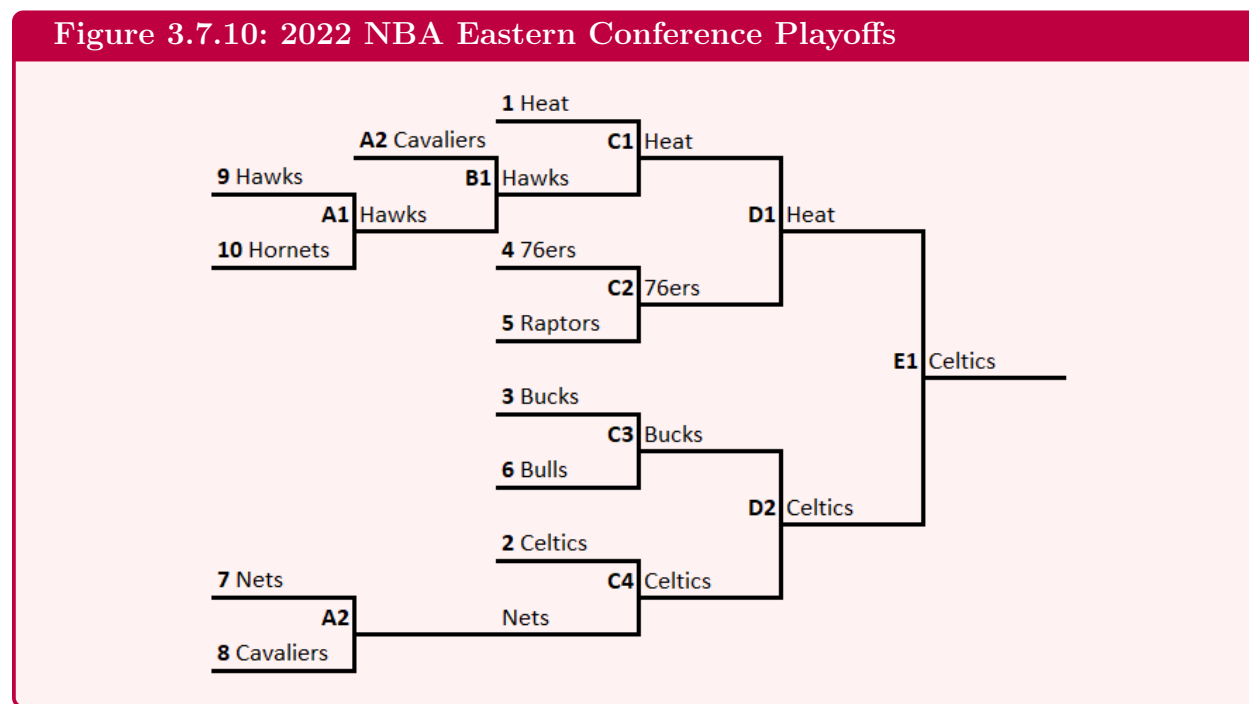 Figure 3.7.10: 2022 NBA Eastern Conference Playoffs
1 Heat
A2 Cavaliers
C1 Heat
9 Hawks
B1 Hawks
A1 Hawks
D1 Heat
10 Hornets
4 76ers
C2 76ers
5 Raptors
E1 Celtics
3 Bucks
C3 Bucks
6 Bulls
D2 Celtics
2 Celtics
7 Nets
C4 Celtics
A2
Nets
8 Cavaliers